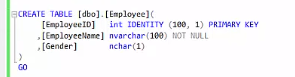 CREATE TABLE [dbo].[Employee](
[EmployeeID] int IDENTITY (100, 1) PRIMARY KEY
,[EmployeeName] nvarchar(100) NOT NULL
,[Gender] nchar(1)
)
GO